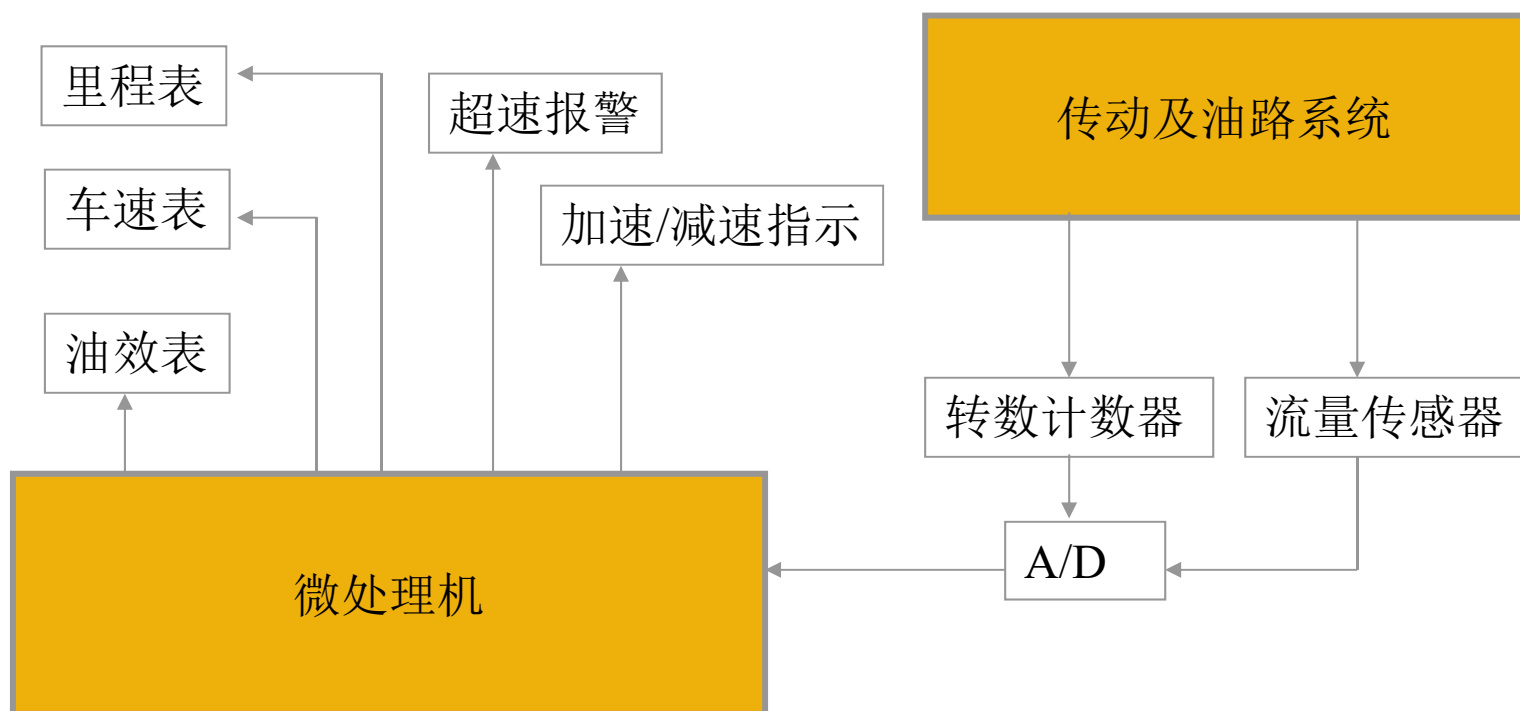 里程表
超速报警
传动及油路系统
车速表
加速/减速指示
油效表
转数计数器
流量传感器
A/D
微处理机